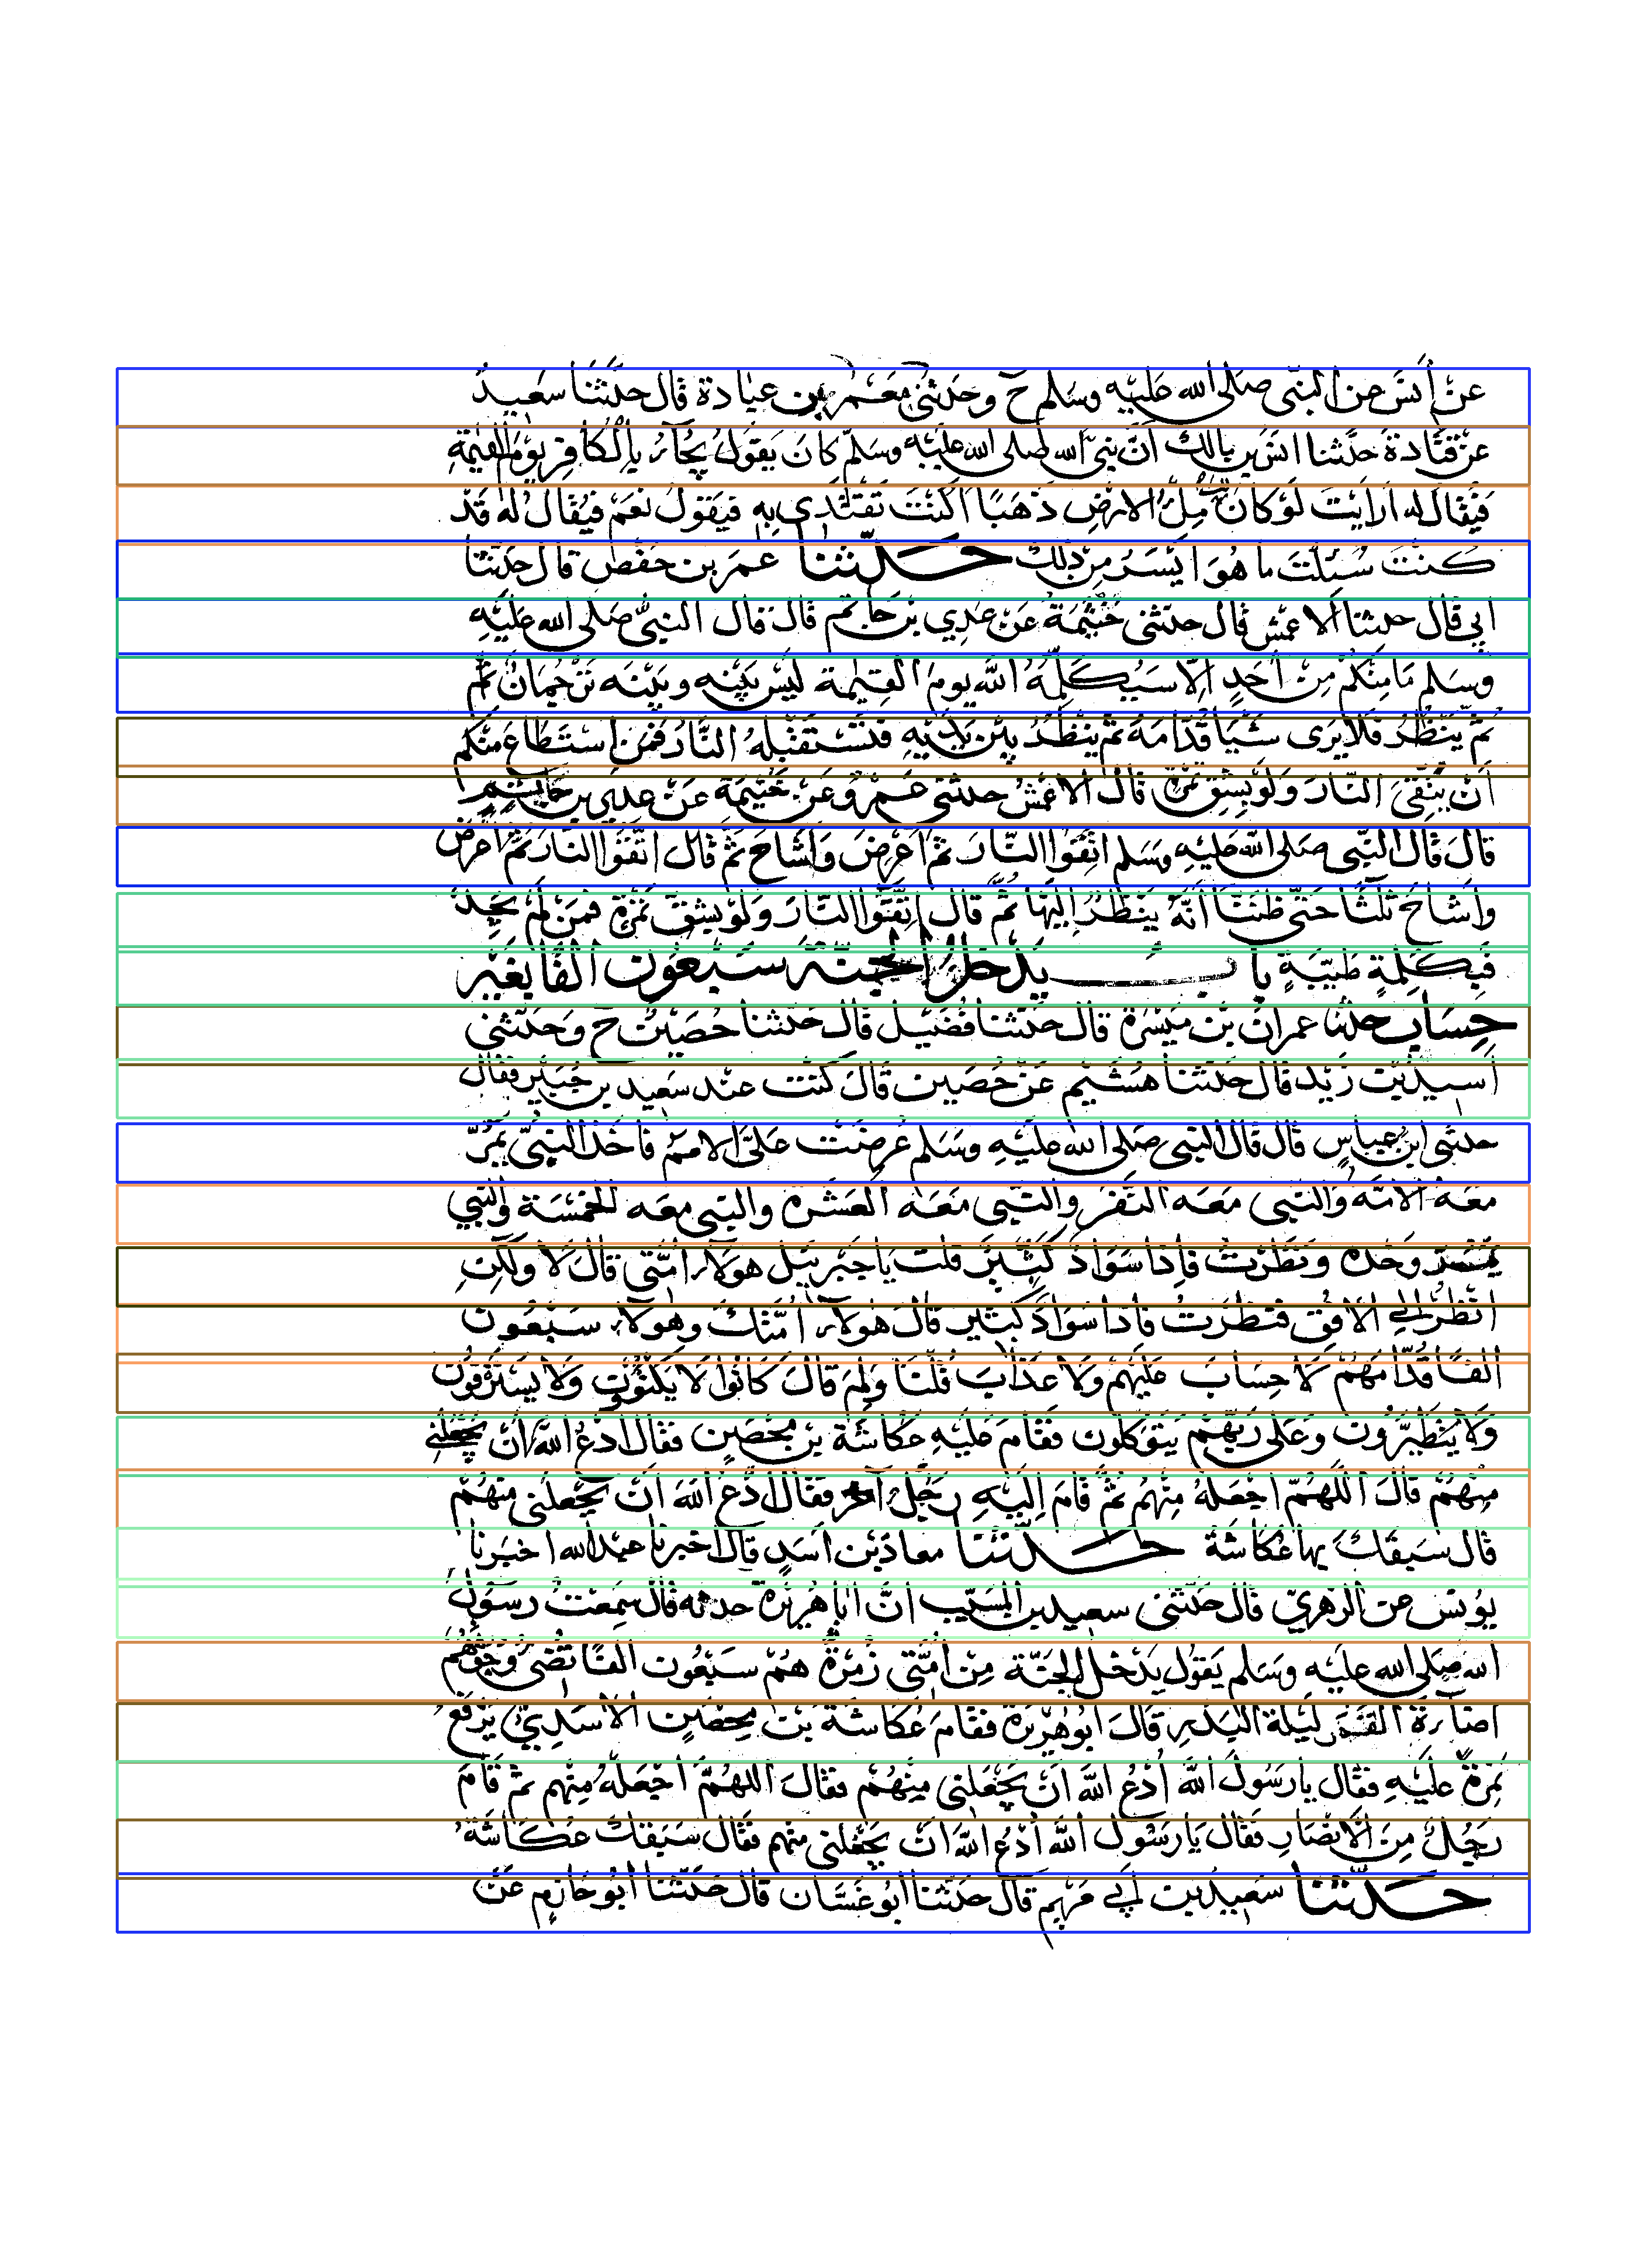 عن أنس عن النبي صلى الله عليه وسلم ح وحدثني معمر بن عبادة قال حدثنا سعيد
عن قتادة حدثنا انس بن مالك ان نبي الله صلى الله عليه وسلم كان يقول يجاء بالكافر يوم القيمة
فيقال له ارايت لو كان لك ملء الارض ذهبا اكنت تفتدي به فيقول نعم فيقال له قد
كنت سئلت ما هو ايسر من ذلك حدثنا عمر بن حفص قال حدثنا
ابي قال حدثنا الاعمش قال حدثني خيثمة عن عدي بن حاتم قال قال النبي صلى الله عليه
وسلم ما منكم من احد الا سيكلمه الله يوم القيمة ليس بينه وبينه ترجمان ثم
ثم ينظر فلا يرى شيا قدامه ثم ينظر بين يديه فتستقبله النار فمن استطاع منكم
أن يتقي النار ولو بشق تمرة قال الاعمش حدثني عمرو عن خيثمة عن عدي بن حاتم
قال قال النبي صلى الله عليه وسلم اتقوا النار ثم اعرض واشاح ثم قال اتقوا النار ثم اعرض
واشاح ثلثا حتى ظننا انه ينظر اليها ثم قال اتقوا النار ولو بشق تمرة فمن لم يجد
فبكلمة طيبة باب يدخل الجنة سبعون الفا بغير
حساب حدثنا عمران بن ميسرة قال حدثنا فضيل قال حدثنا حصين ح وحدثني
اسيد بن زيد قال حدثنا هشيم عن حصين قال كنت عند سعيد بن جبير فقال
حدثني ابن عباس قال قال النبي صلى الله عليه وسلم عرضت علي الامم فاخذ النبي يمر
معه الامة والنبي معه النفر والنبي معه العشرة والنبي معه الخمسة والنبي
يمر وحده ونظرت فاذا سواد كثير قلت يا جبريل هولاء امتي قال لا ولكن
انظر الي الافق فنظرت فاذا سواد كثير قال هولاء امتك وهولاء سبعون
الفا قدامهم لا حساب عليهم ولا عذاب قلنا ولم قال كانوا لا يكتوون ولا يسترقون
ولا يتطيرون وعلى ربهم يتوكلون فقام عليه عكاشة بن محصن فقال ادع الله ان يجعلني
منهم قال اللهم اجعله منهم ثم قام اليه رجل آخر فقال ادع الله ان يجعلني منهم
قال سبقك بها عكاشة حدثنا معاذ بن اسد قال اخبرنا عبد الله اخبرنا
يونس عن الزهري قال حدثني سعيد بن المسيب ان ابا هريرة حدثه قال سمعت رسول
الله صلى الله عليه وسلم يقول يدخل الجنة من امتي زمرة هم سبعون الفا تضئ وجوههم
اضاءة القمر ليلة البدر قال ابو هريرة فقام عكاشة بن محصن الاسدي يرفع
نمرة عليه فقال يا رسول الله ادع الله ان يجعلني منهم فقال اللهم اجعله منهم ثم قام
رجل من الانصار فقال يا رسول الله ادع الله ان يجعلني منهم فقال سبقك عكاشة
حدثنا سعيد بن ابي مريم قال حدثنا ابو غسان قال حدثنا ابو حازم عن